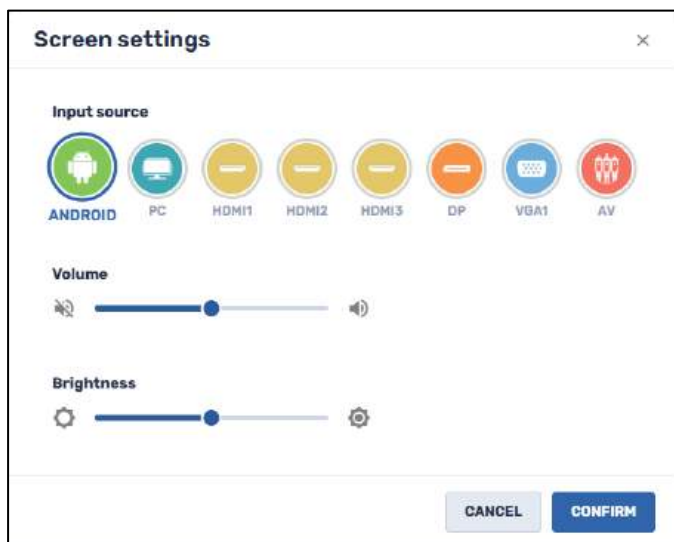 Screen settings
Input source
ANDROID PC HDMI1 HDMI2 HDMI3 DP VGA1 AV
Volume
Brightness
CANCEL CONFIRM